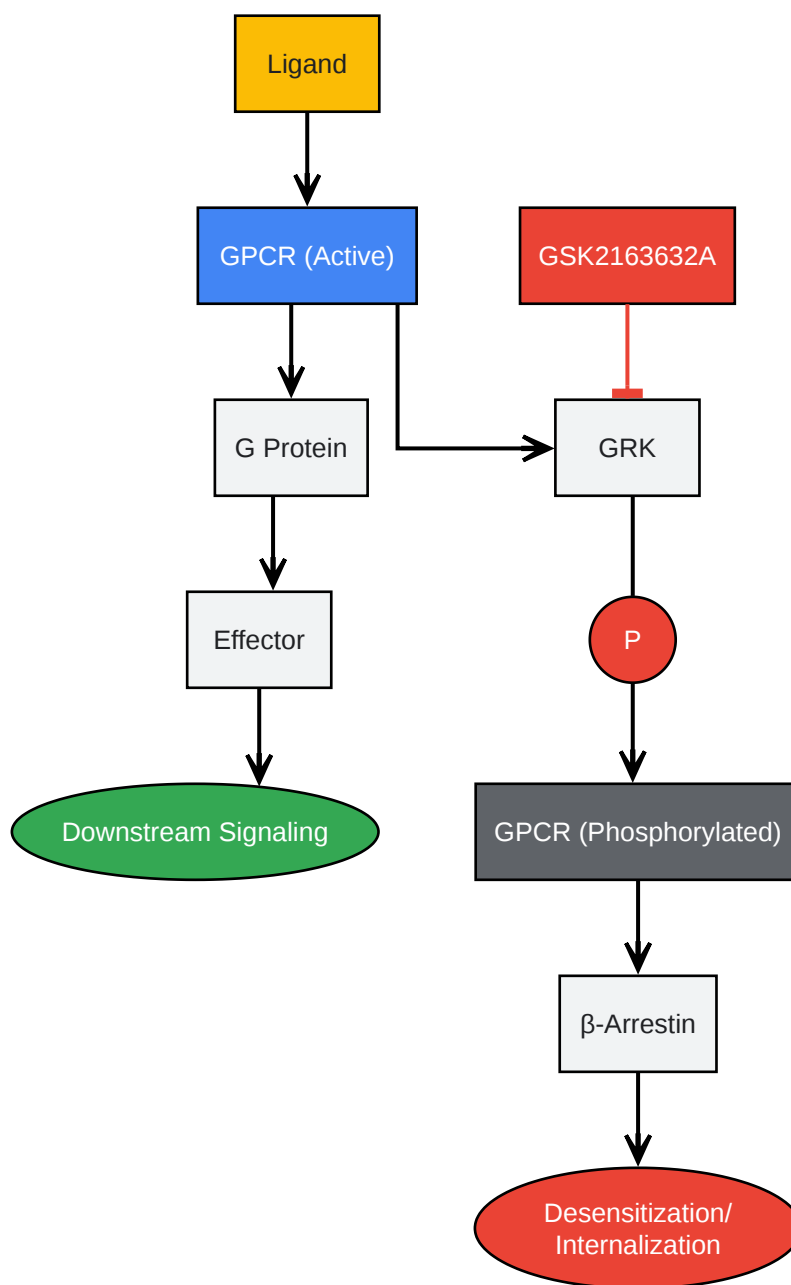 Ligand
GPCR (Active)
GSK2163632A
G Protein
GRK
Effector
P
Downstream Signaling
GPCR (Phosphorylated)
β-Arrestin
Desensitization/
Internalization